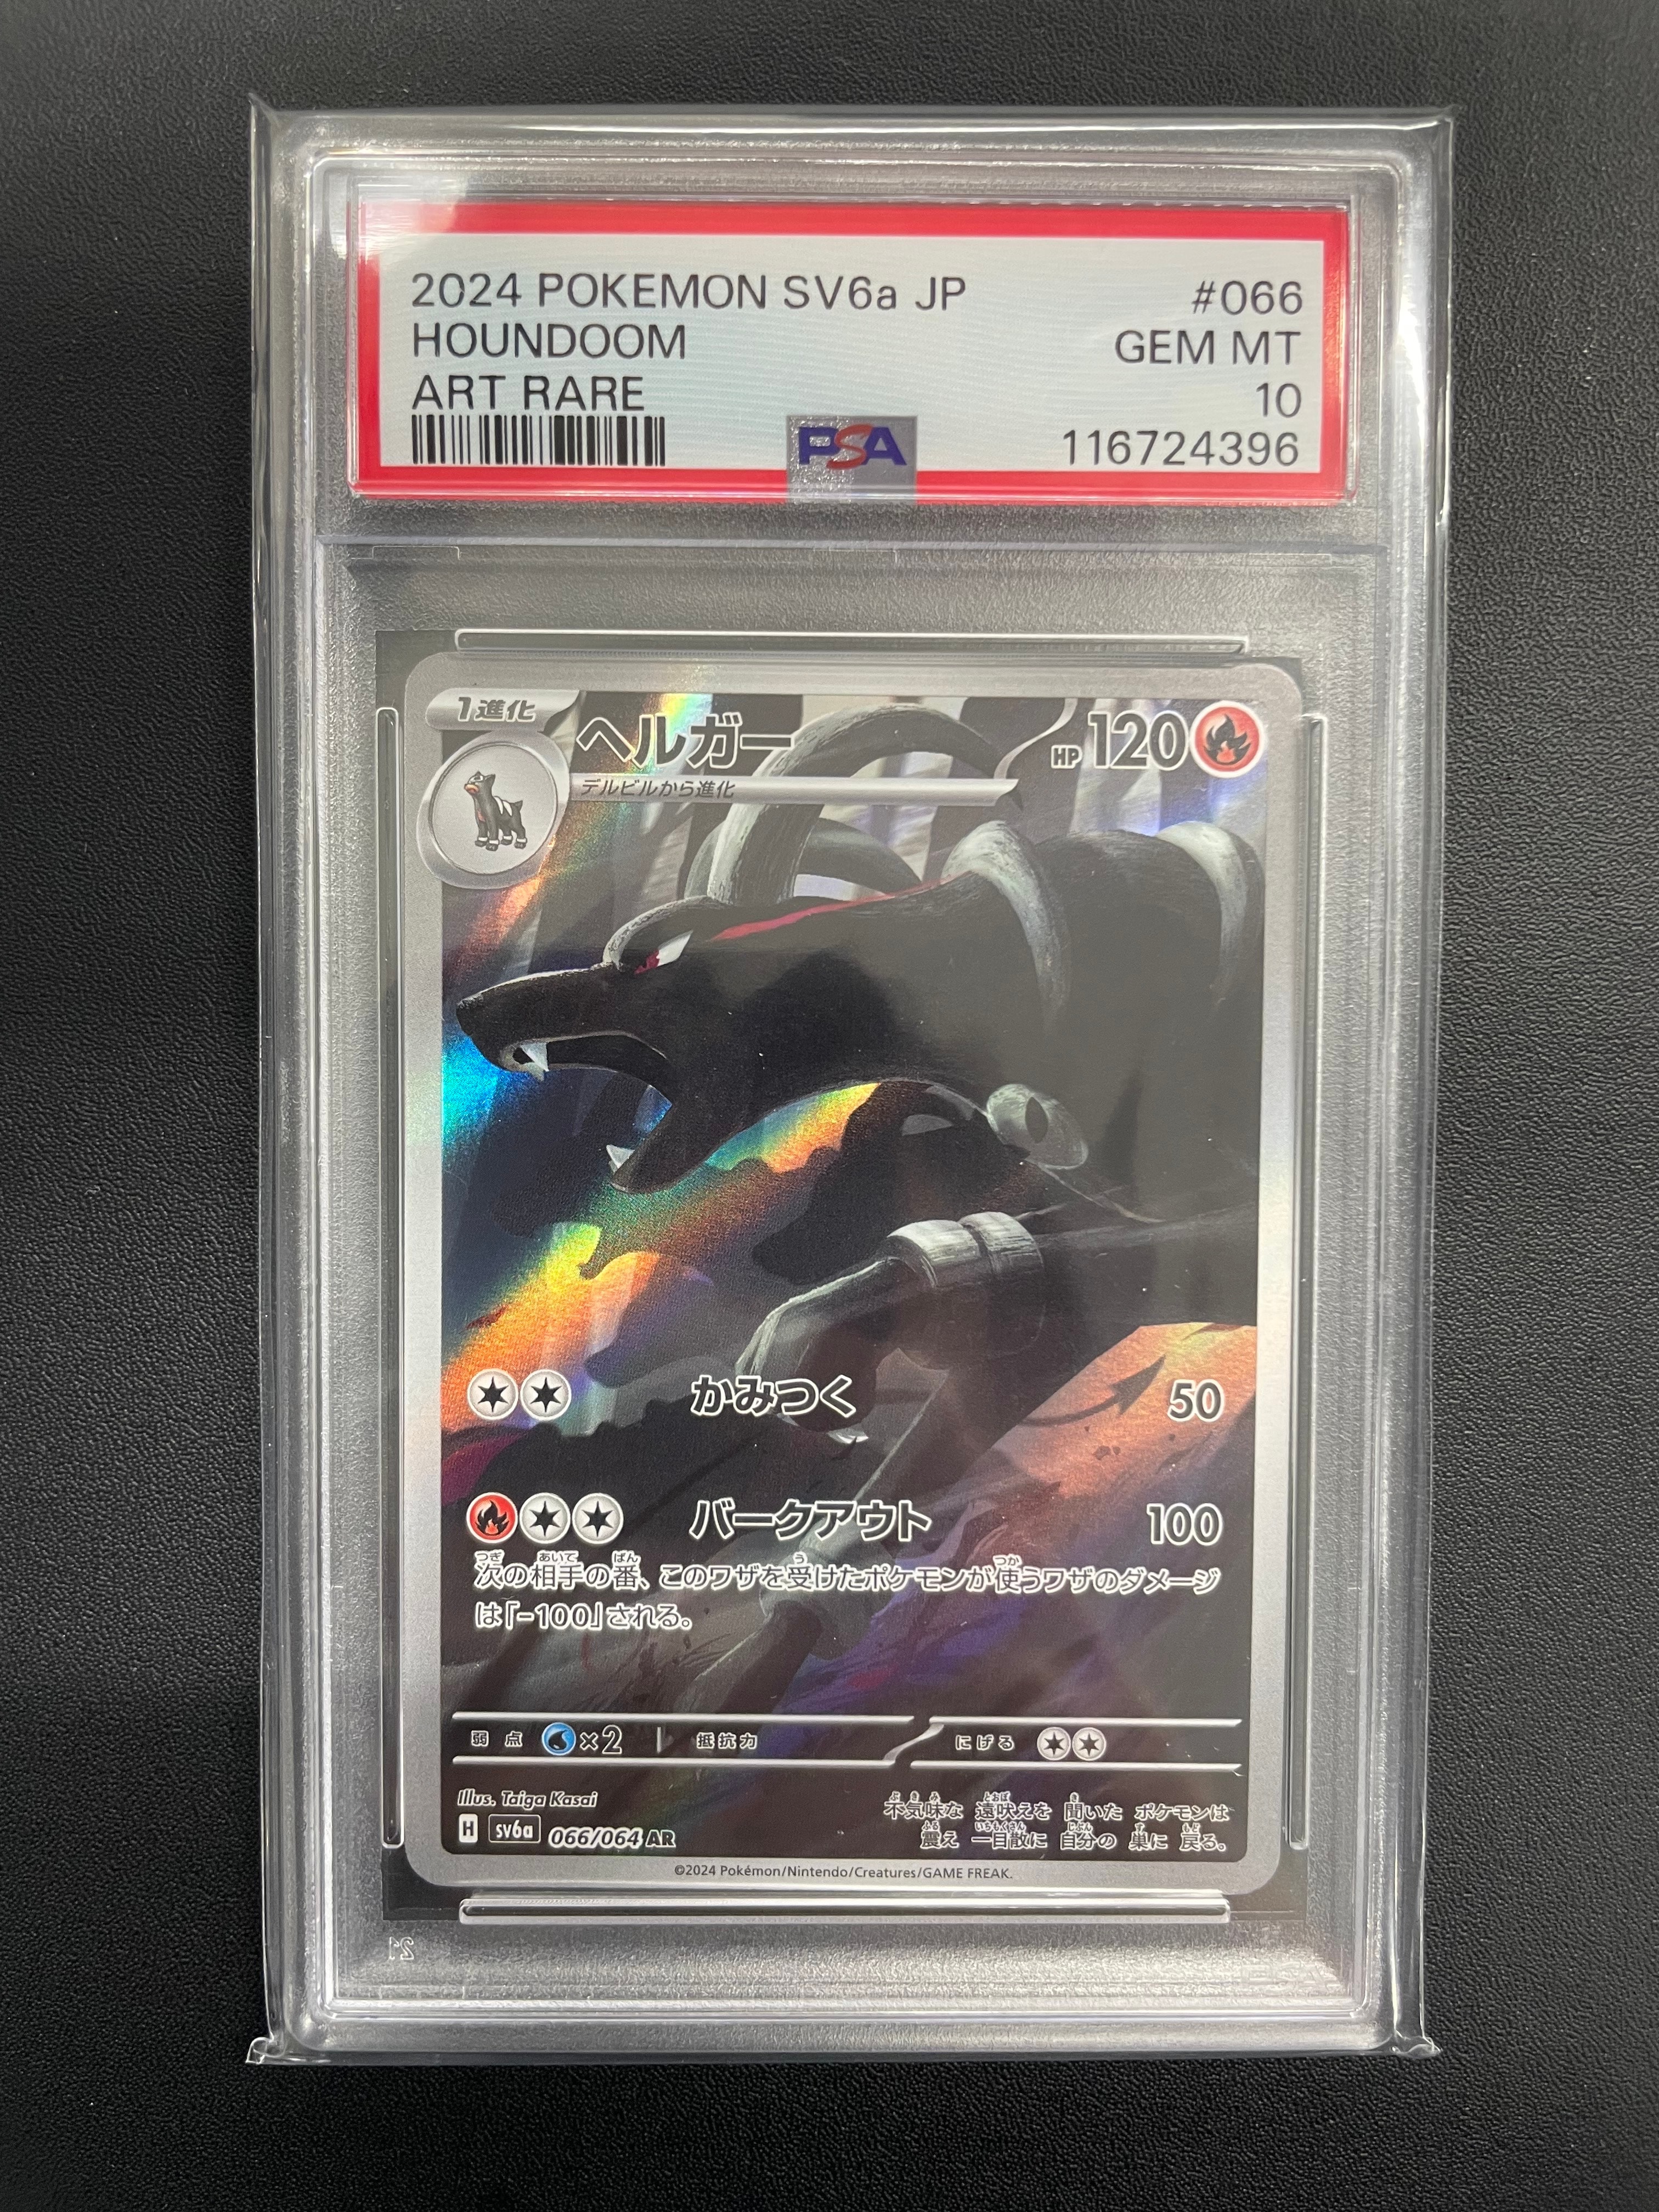 2024 POKEMON SV6a JP #066
HOUNDOOM GEM MT
ART RARE 10
PSA 116724396
1進化 ヘルガー HP 120
デルビルから進化
かみつく 50
バークアウト 100
次の相手の番、このワザを受けたポケモンが使うワザのダメージ
は「-100」される。
弱点 ×2 抵抗力 にげる
Illus. Taiga Kasai
不気味な 遠吠えを 聞いた ポケモンは
H sv6a 066/064 AR
震え 一目散に 自分の 巣に 戻る。
©2024 Pokémon/Nintendo/Creatures/GAME FREAK.